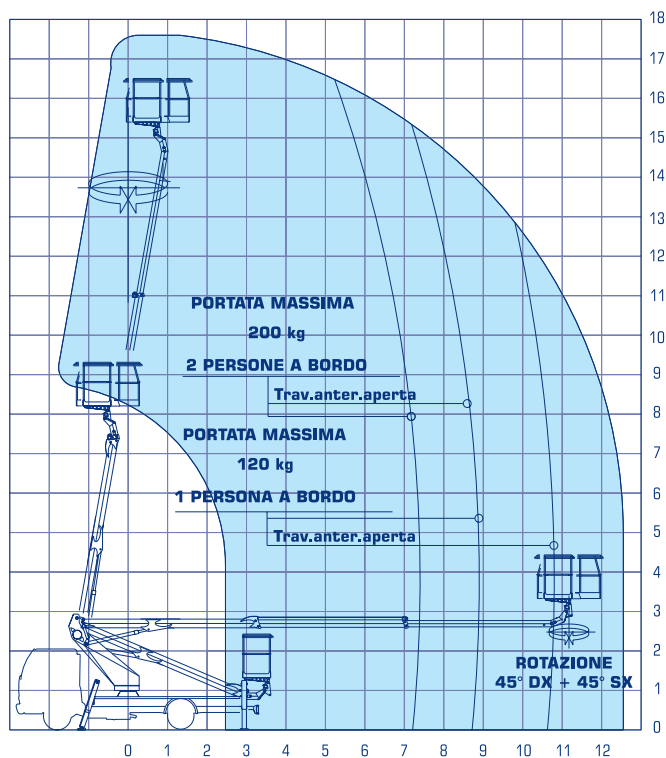 18
17
16
15
14
13
12
11
10
9
8
7
6
5
4
3
2
1
0
PORTATA MASSIMA
200 kg
2 PERSONE A BORDO
Trav.anter.aperta
PORTATA MASSIMA
120 kg
1 PERSONA A BORDO
Trav.anter.aperta
ROTAZIONE
45° DX + 45° SX
0 1 2 3 4 5 6 7 8 9 10 11 12